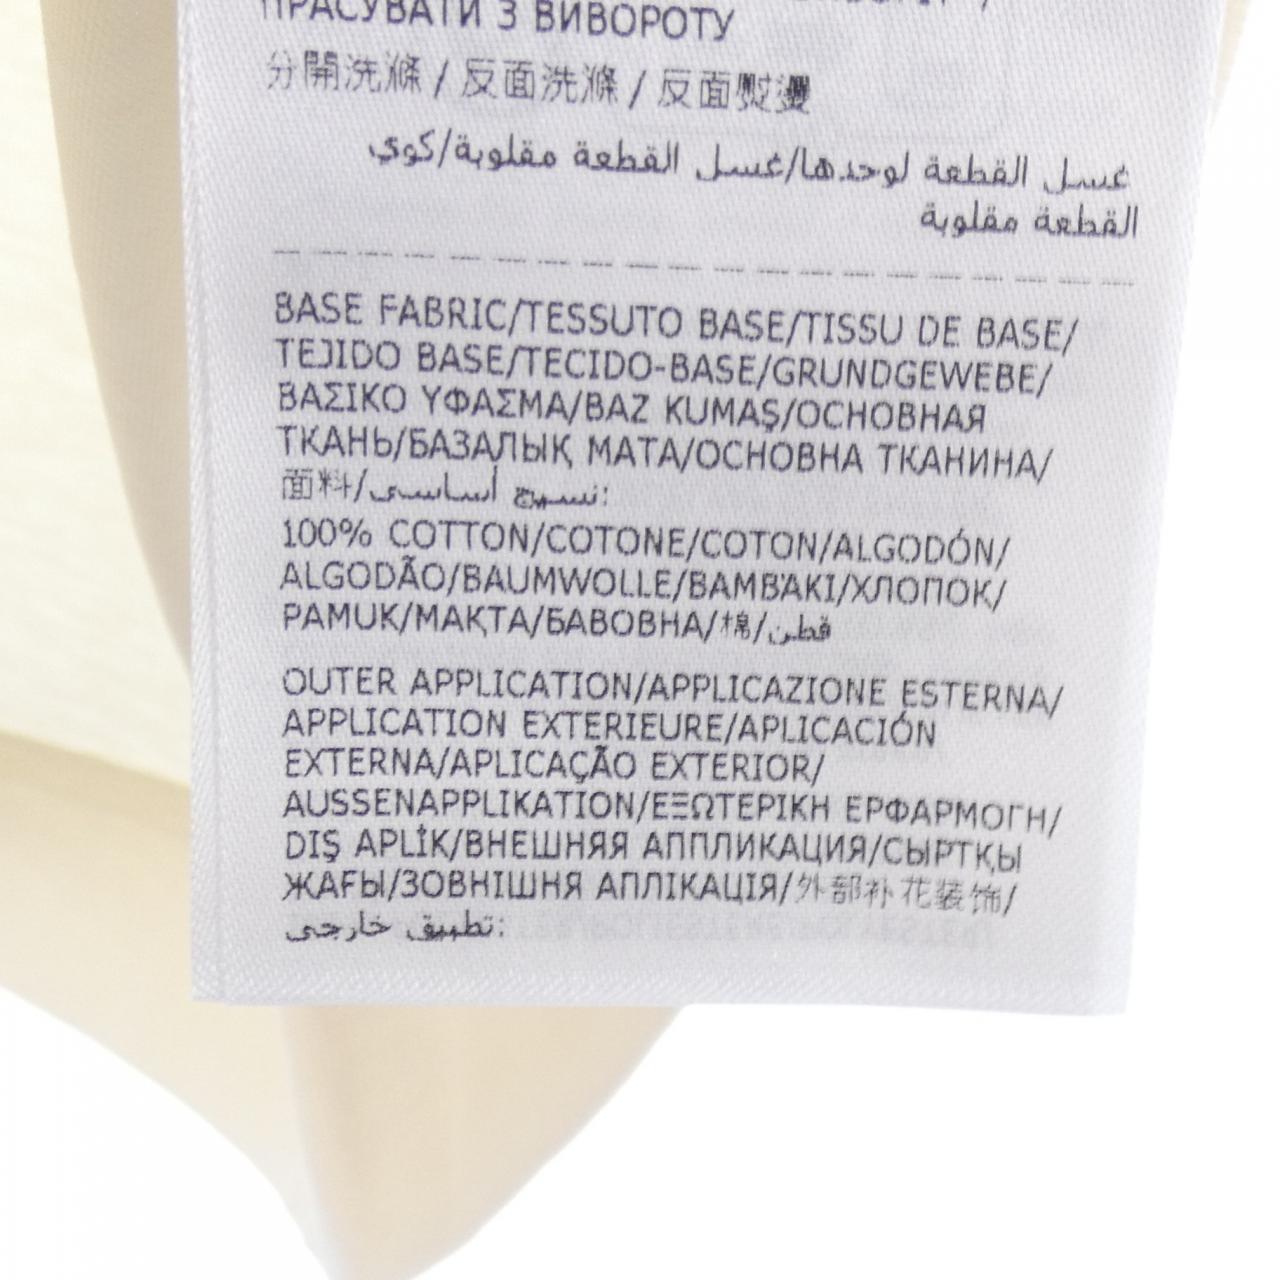 ПРАСУВАТИ З ВИВОРОТУ
分開洗滌 / 反面洗滌 / 反面熨燙
غسل القطعة لوحدها/غسل القطعة مقلوبة/كوي
القطعة مقلوبة
BASE FABRIC/TESSUTO BASE/TISSU DE BASE/
TEJIDO BASE/TECIDO-BASE/GRUNDGEWEBE/
ΒΑΣΙΚΟ ΥΦΑΣΜΑ/BAZ KUMAŞ/ОСНОВНАЯ
ТКАНЬ/БАЗАЛЫҚ МАТА/ОСНОВНА ТКАНИНА/
面料/نسيج أساسي:
100% COTTON/COTONE/COTON/ALGODÓN/
ALGODÃO/BAUMWOLLE/ΒΑΜΒΆΚΙ/ХЛОПОК/
PAMUK/МАҚТА/БАВОВНА/棉/قطن
OUTER APPLICATION/APPLICAZIONE ESTERNA/
APPLICATION EXTERIEURE/APLICACIÓN
EXTERNA/APLICAÇÃO EXTERIOR/
AUSSENAPPLIKATION/ΕΞΩΤΕΡΙΚΗ ΕΡΦΑΡΜΟΓΗ/
DIŞ APLİK/ВНЕШНЯЯ АППЛИКАЦИЯ/СЫРТҚЫ
ЖАҒЫ/ЗОВНІШНЯ АПЛІКАЦІЯ/外部补花装饰/
تطبيق خارجي: